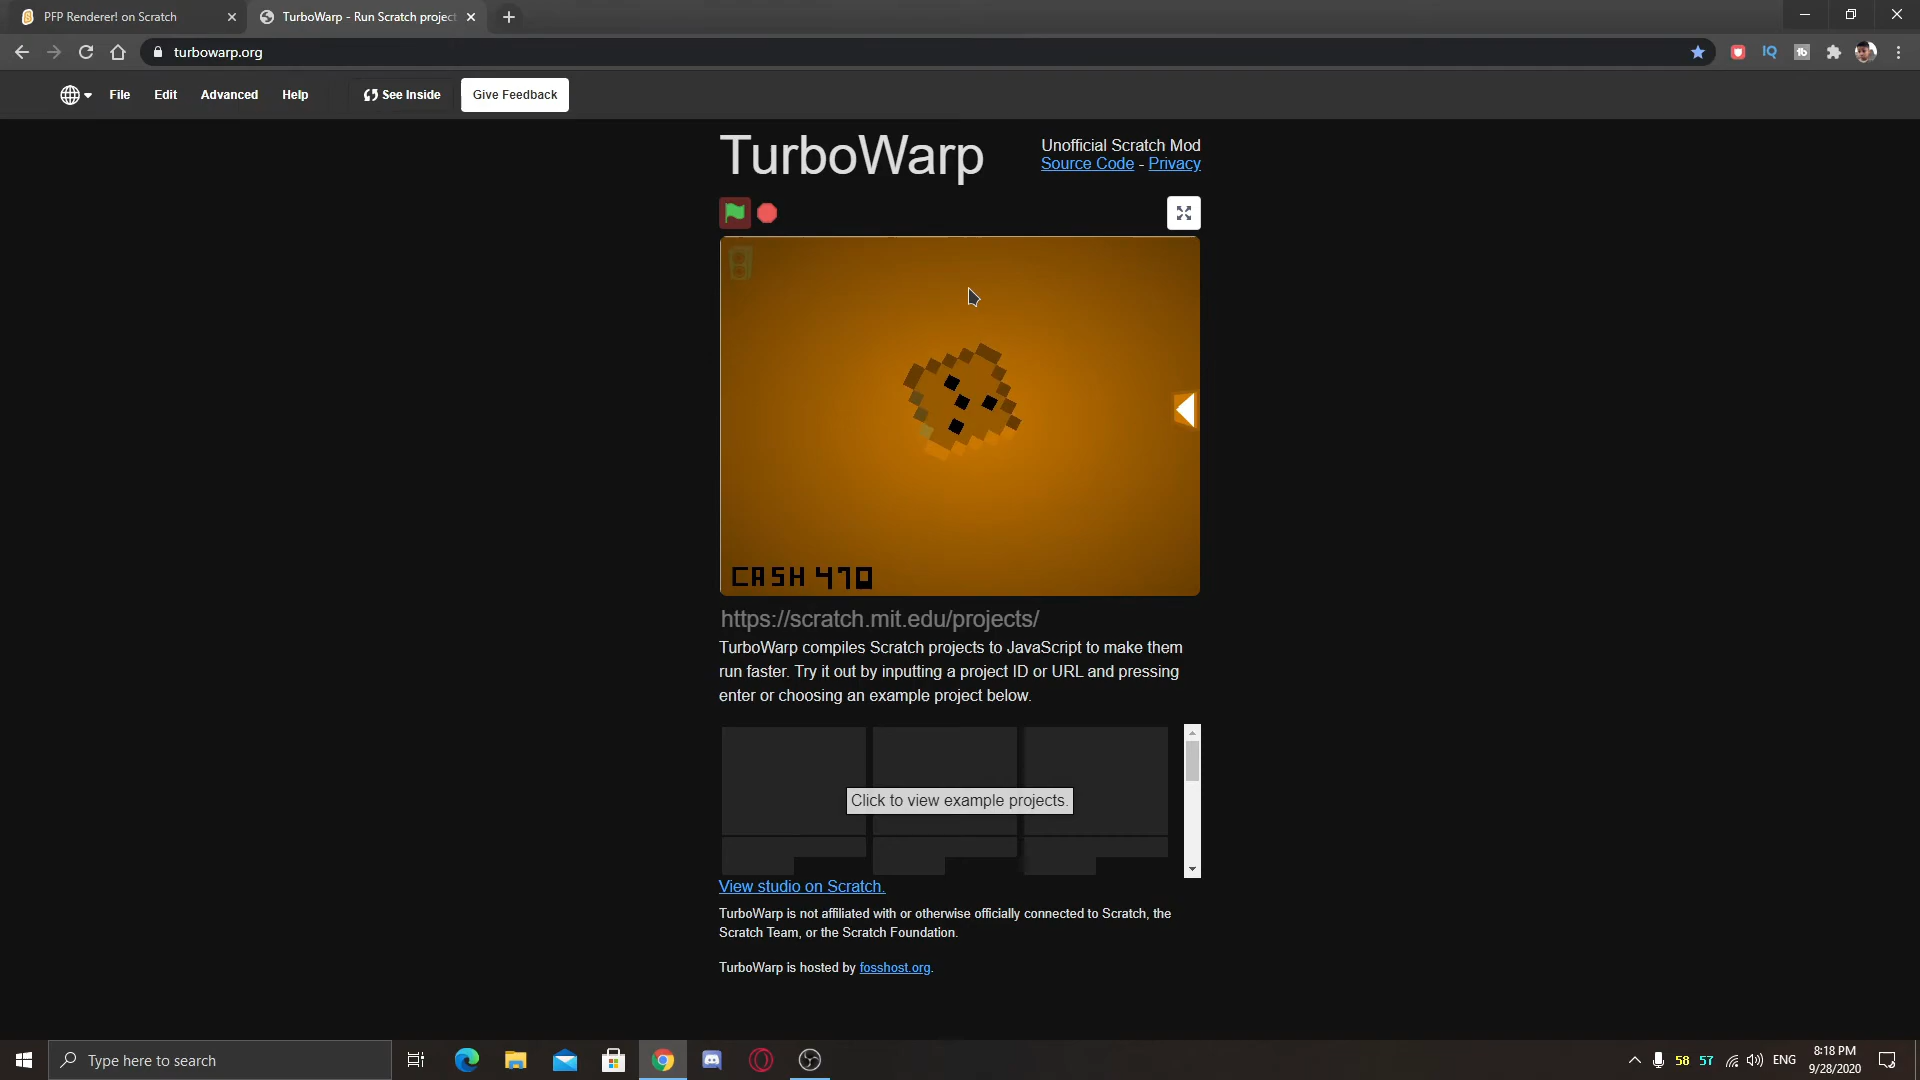 PFP Renderer! on Scratch
TurboWarp - Run Scratch project
turbowarp.org
IQ
tb
File
Edit
Advanced
Help
See Inside
Give Feedback
TurboWarp
Unofficial Scratch Mod
Source Code - Privacy
CASH 470
https://scratch.mit.edu/projects/
TurboWarp compiles Scratch projects to JavaScript to make them
run faster. Try it out by inputting a project ID or URL and pressing
enter or choosing an example project below.
Click to view example projects.
View studio on Scratch.
TurboWarp is not affiliated with or otherwise officially connected to Scratch, the
Scratch Team, or the Scratch Foundation.
TurboWarp is hosted by fosshost.org.
Type here to search
58
57
ENG
8:18 PM
9/28/2020